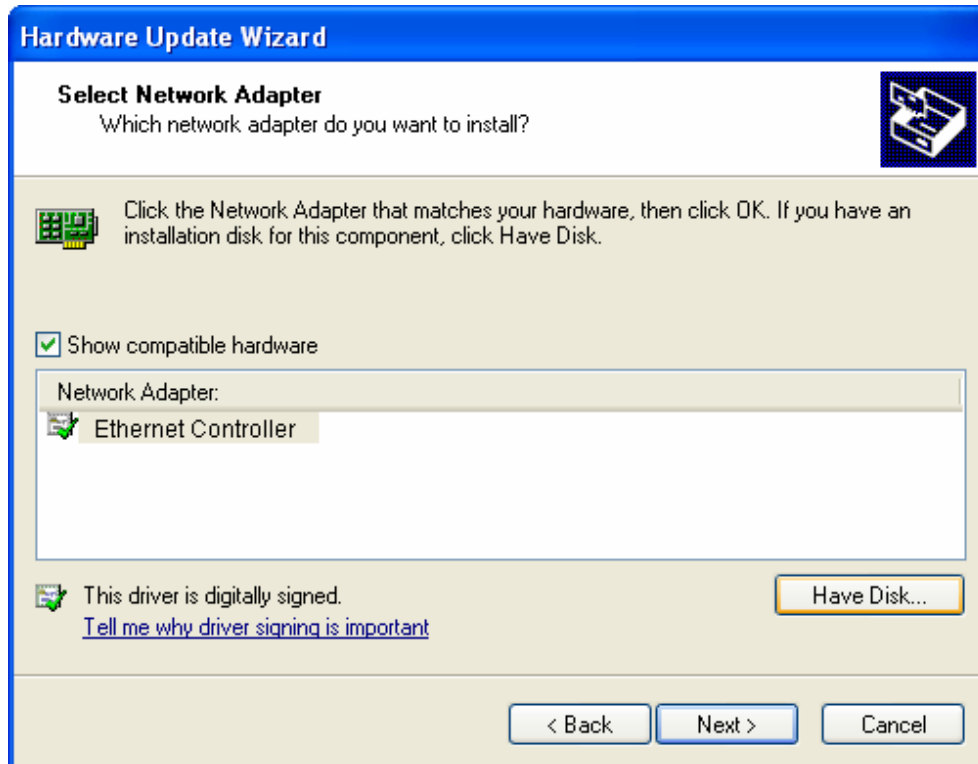 Hardware Update Wizard
Select Network Adapter
Which network adapter do you want to install?
Click the Network Adapter that matches your hardware, then click OK. If you have an
installation disk for this component, click Have Disk.
Show compatible hardware
Network Adapter:
Ethernet Controller
This driver is digitally signed.
Have Disk...
Tell me why driver signing is important
< Back
Next >
Cancel